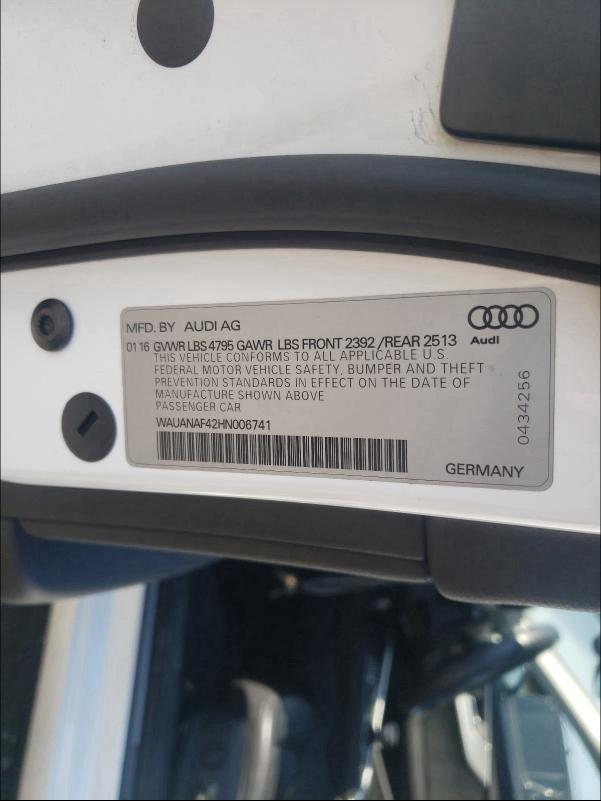 MFD. BY AUDI AG
01 16 GVWR LBS 4795 GAWR LBS FRONT 2392 /REAR 2513
Audi
THIS VEHICLE CONFORMS TO ALL APPLICABLE U.S.
FEDERAL MOTOR VEHICLE SAFETY, BUMPER AND THEFT
PREVENTION STANDARDS IN EFFECT ON THE DATE OF
MANUFACTURE SHOWN ABOVE
PASSENGER CAR
WAUANAF42HN006741
GERMANY
0434256